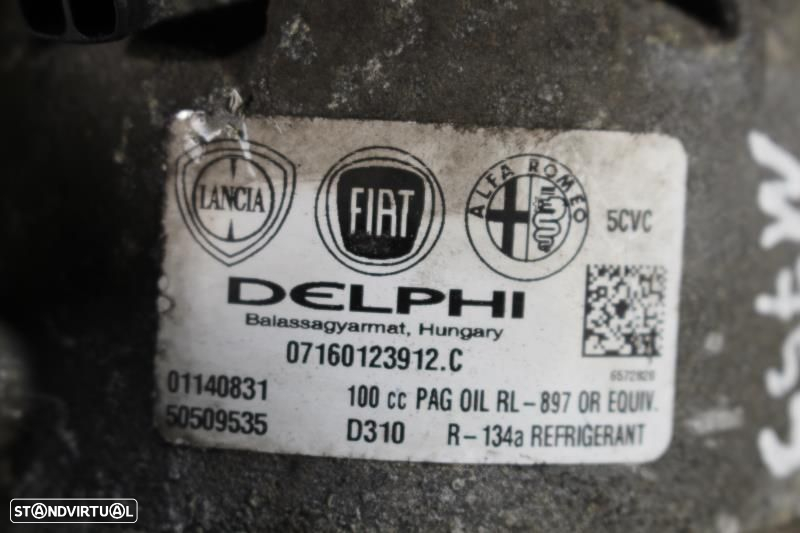 LANCIA
FIAT
ALFA ROMEO
5CVC
DELPHI
Balassagyarmat, Hungary
07160123912.C
6572828
01140831
100 cc PAG OIL RL-897 OR EQUIV.
50509535
D310
R-134a REFRIGERANT
STANDVIRTUAL